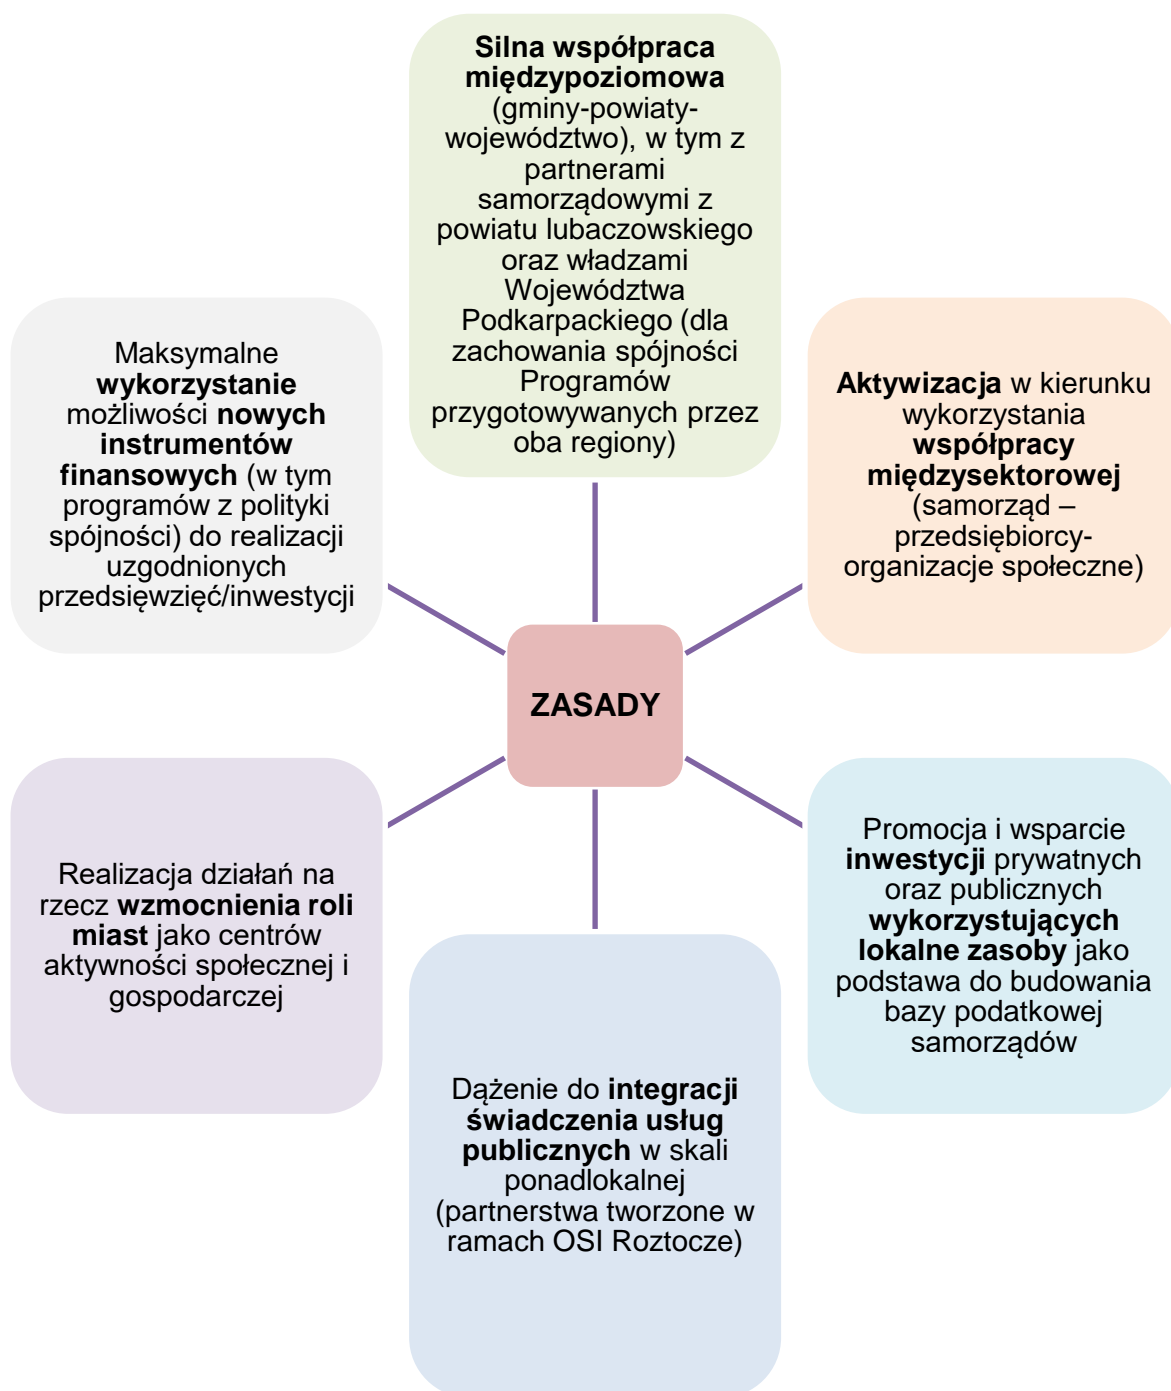 Silna współpraca
międzypoziomowa
(gminy-powiaty-
województwo), w tym z
partnerami
samorządowymi z
powiatu lubaczowskiego
oraz władzami
Województwa
Podkarpackiego (dla
zachowania spójności
Programów
przygotowywanych przez
oba regiony)
Maksymalne
wykorzystanie
możliwości nowych
instrumentów
finansowych (w tym
programów z polityki
spójności) do realizacji
uzgodnionych
przedsięwzięć/inwestycji
Aktywizacja w kierunku
wykorzystania
współpracy
międzysektorowej
(samorząd –
przedsiębiorcy-
organizacje społeczne)
ZASADY
Realizacja działań na
rzecz wzmocnienia roli
miast jako centrów
aktywności społecznej i
gospodarczej
Promocja i wsparcie
inwestycji prywatnych
oraz publicznych
wykorzystujących
lokalne zasoby jako
podstawa do budowania
bazy podatkowej
samorządów
Dążenie do integracji
świadczenia usług
publicznych w skali
ponadlokalnej
(partnerstwa tworzone w
ramach OSI Roztocze)